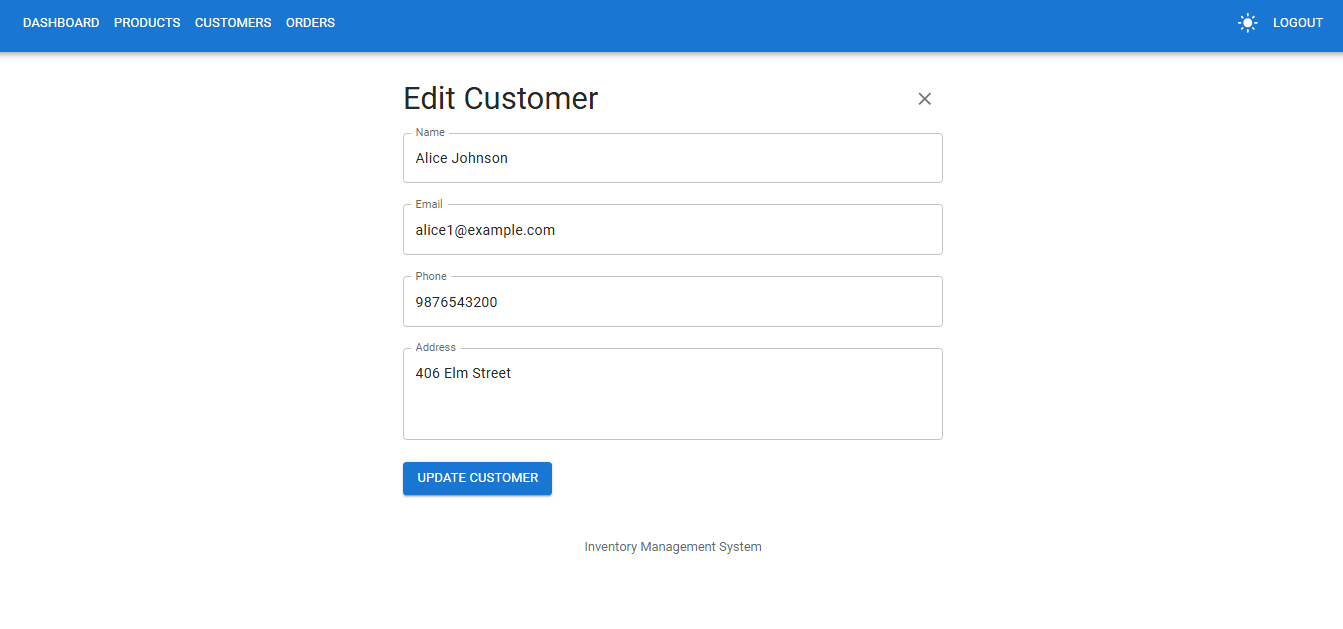 DASHBOARD PRODUCTS CUSTOMERS ORDERS LOGOUT
Edit Customer
Name
Alice Johnson
Email
alice1@example.com
Phone
9876543200
Address
406 Elm Street
UPDATE CUSTOMER
Inventory Management System